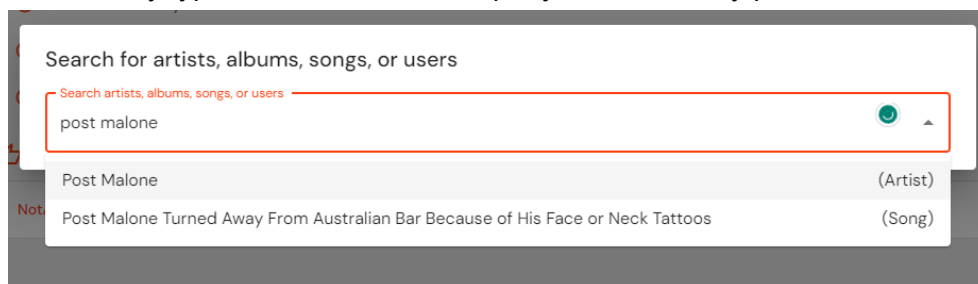 Search for artists, albums, songs, or users
Search artists, albums, songs, or users
post malone
Post Malone (Artist)
Not
Post Malone Turned Away From Australian Bar Because of His Face or Neck Tattoos (Song)